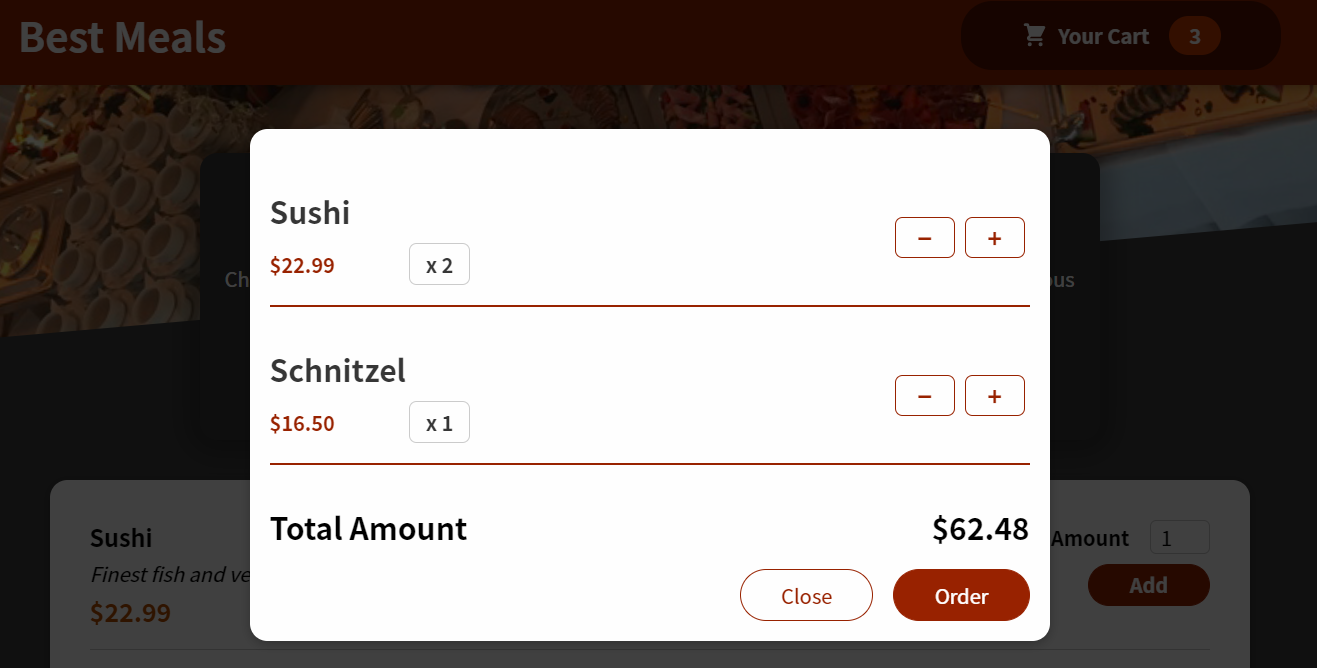 Best Meals
Your Cart 3
Sushi
− +
$22.99 x 2
Ch
ous
Schnitzel
− +
$16.50 x 1
Total Amount $62.48
Sushi
Amount 1
Finest fish and ve
Close Order
Add
$22.99